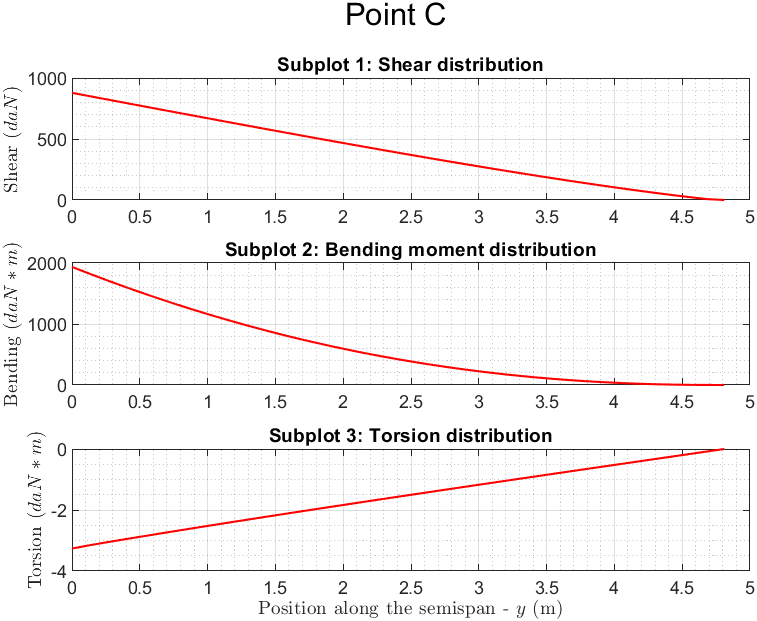 Point C
Subplot 1: Shear distribution
Shear (daN)
1000
500
0
0 0.5 1 1.5 2 2.5 3 3.5 4 4.5 5
Subplot 2: Bending moment distribution
Bending (daN * m)
2000
1000
0
0 0.5 1 1.5 2 2.5 3 3.5 4 4.5 5
Subplot 3: Torsion distribution
Torsion (daN * m)
0
-2
-4
0 0.5 1 1.5 2 2.5 3 3.5 4 4.5 5
Position along the semispan - y (m)